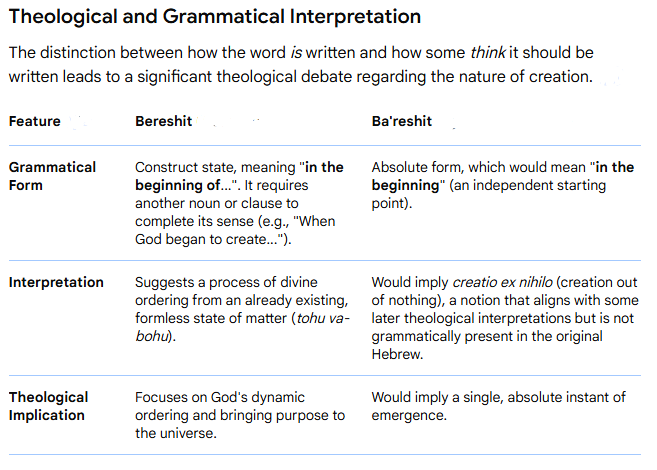 Theological and Grammatical Interpretation
The distinction between how the word is written and how some think it should be
written leads to a significant theological debate regarding the nature of creation.
Feature
Bereshit
Ba'reshit
Grammatical
Form
Construct state, meaning "in the
beginning of...". It requires
another noun or clause to
complete its sense (e.g., "When
God began to create...").
Absolute form, which would mean "in the
beginning" (an independent starting
point).
Interpretation
Suggests a process of divine
ordering from an already existing,
formless state of matter (tohu va-
bohu).
Would imply creatio ex nihilo (creation out
of nothing), a notion that aligns with some
later theological interpretations but is not
grammatically present in the original
Hebrew.
Theological
Implication
Focuses on God's dynamic
ordering and bringing purpose to
the universe.
Would imply a single, absolute instant of
emergence.